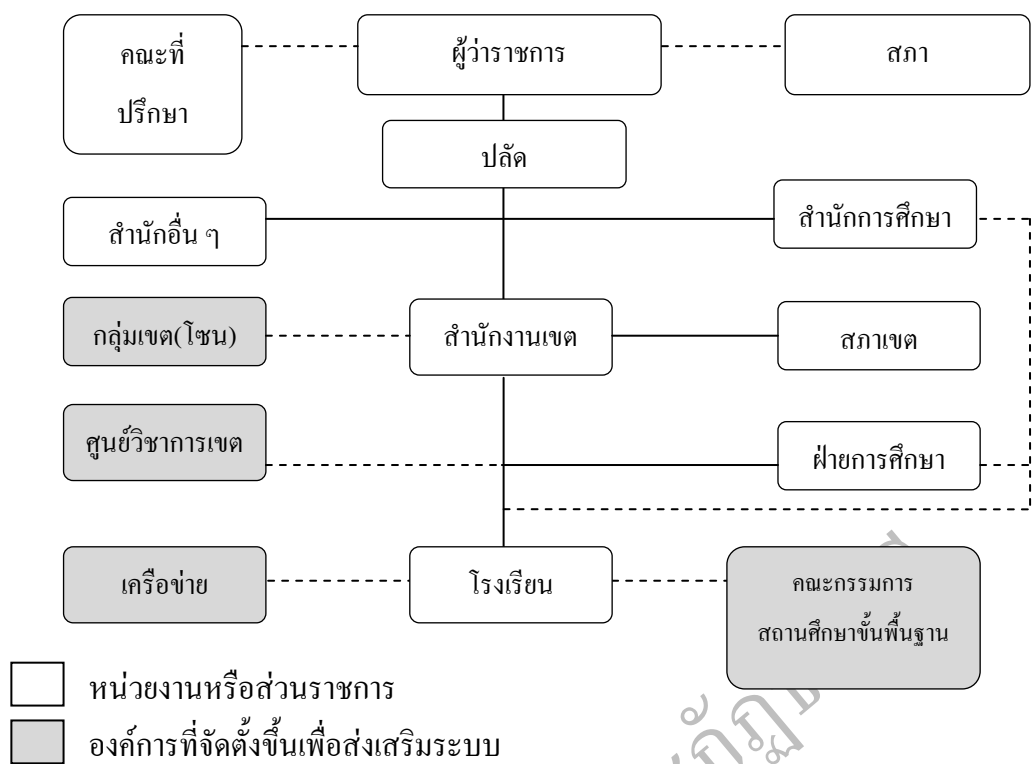 คณะที่
ปรึกษา
ผู้ว่าราชการ
สภา
ปลัด
สำนักอื่น ๆ
สำนักการศึกษา
กลุ่มเขต(โซน)
สำนักงานเขต
สภาเขต
ศูนย์วิชาการเขต
ฝ่ายการศึกษา
เครือข่าย
โรงเรียน
คณะกรรมการ
สถานศึกษาขั้นพื้นฐาน
หน่วยงานหรือส่วนราชการ
องค์การที่จัดตั้งขึ้นเพื่อส่งเสริมระบบ